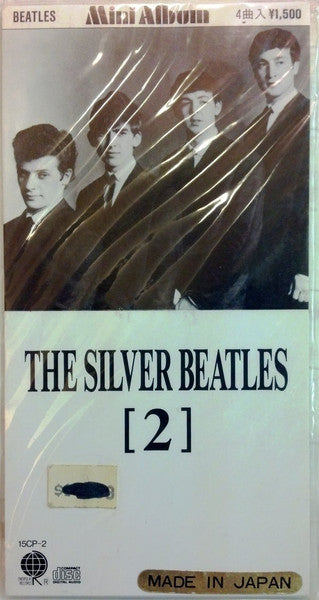 BEATLES
Mini Album
4曲入¥1,500
THE SILVER BEATLES
[2]
$
15CP-2
R
COMPACT
disc
DIGITAL AUDIO
MADE IN JAPAN